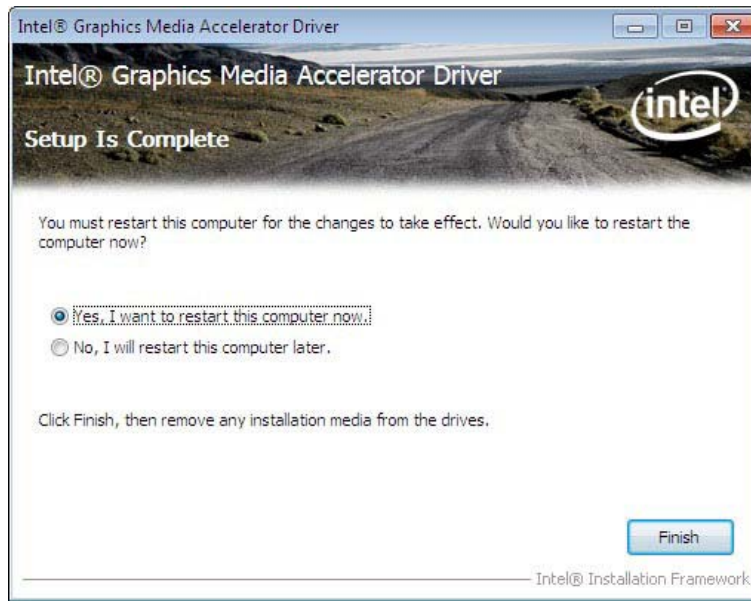 Intel® Graphics Media Accelerator Driver
Intel® Graphics Media Accelerator Driver
intel
Setup Is Complete
You must restart this computer for the changes to take effect. Would you like to restart the
computer now?
Yes, I want to restart this computer now.
No, I will restart this computer later.
Click Finish, then remove any installation media from the drives.
Finish
Intel® Installation Framework